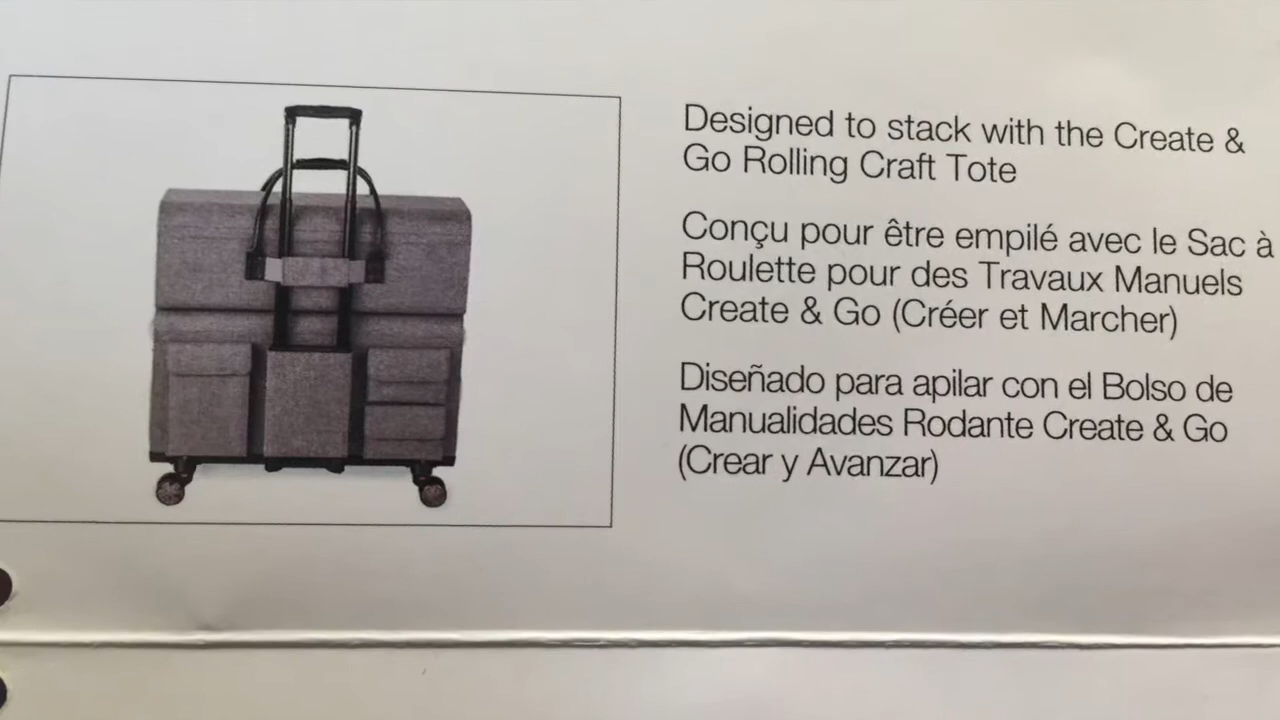 Designed to stack with the Create &
Go Rolling Craft Tote
Conçu pour être empilé avec le Sac à
Roulette pour des Travaux Manuels
Create & Go (Créer et Marcher)
Diseñado para apilar con el Bolso de
Manualidades Rodante Create & Go
(Crear y Avanzar)